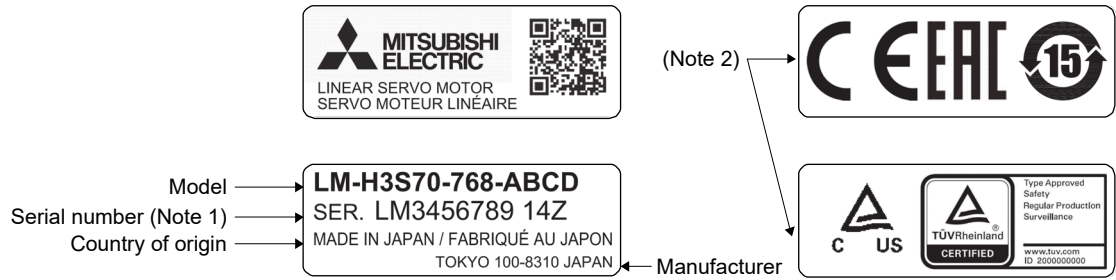 MITSUBISHI
ELECTRIC
LINEAR SERVO MOTOR
SERVO MOTEUR LINÉAIRE
(Note 2)
CE EAC 15
Model
LM-H3S70-768-ABCD
Serial number (Note 1)
SER. LM3456789 14Z
Country of origin
MADE IN JAPAN / FABRIQUÉ AU JAPON
TOKYO 100-8310 JAPAN
Manufacturer
C US
TÜVRheinland
®
CERTIFIED
Type Approved
Safety
Regular Production
Surveillance
www.tuv.com
ID 2000000000